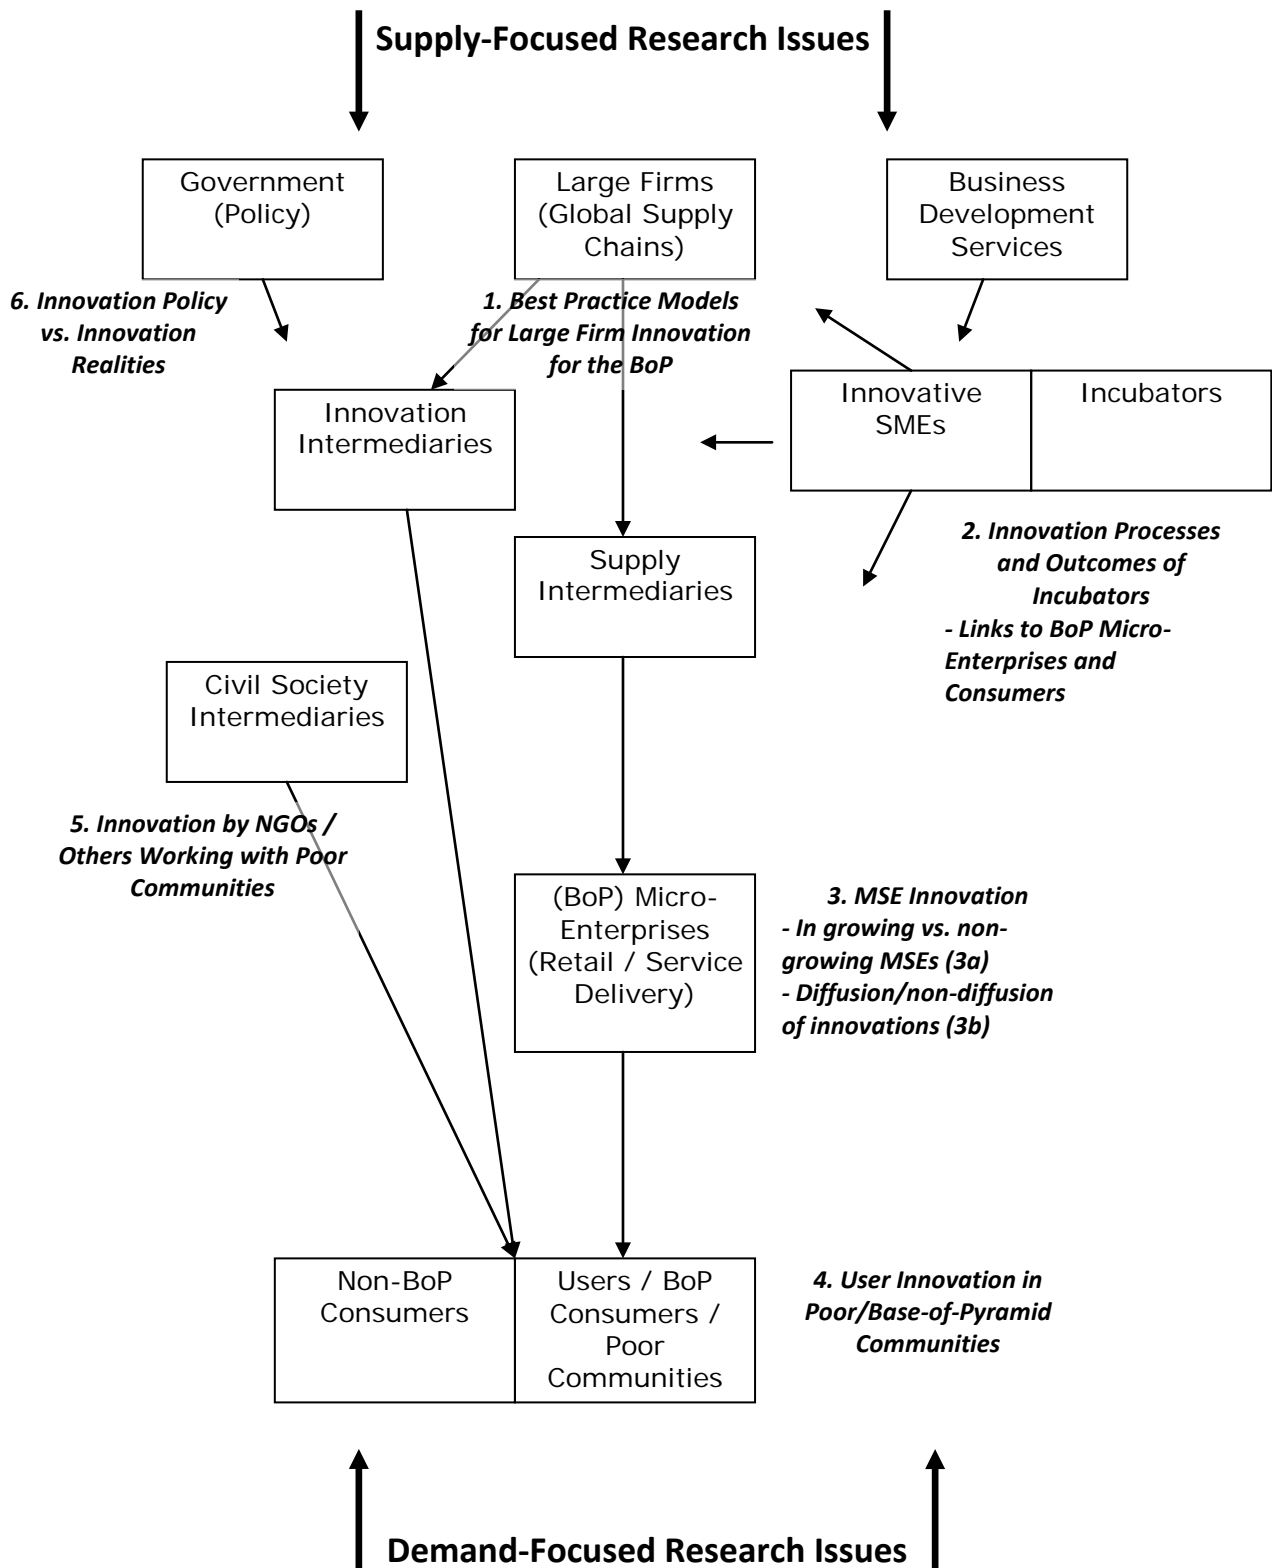 Supply-Focused Research Issues
Government
(Policy)
Large Firms
(Global Supply
Chains)
Business
Development
Services
6. Innovation Policy
vs. Innovation
Realities
1. Best Practice Models
for Large Firm Innovation
for the BoP
Innovation
Intermediaries
Innovative
SMEs
Incubators
2. Innovation Processes
and Outcomes of
Incubators
- Links to BoP Micro-
Enterprises and
Consumers
Supply
Intermediaries
Civil Society
Intermediaries
5. Innovation by NGOs /
Others Working with Poor
Communities
(BoP) Micro-
Enterprises
(Retail / Service
Delivery)
3. MSE Innovation
- In growing vs. non-
growing MSEs (3a)
- Diffusion/non-diffusion
of innovations (3b)
Non-BoP
Consumers
Users / BoP
Consumers /
Poor
Communities
4. User Innovation in
Poor/Base-of-Pyramid
Communities
Demand-Focused Research Issues